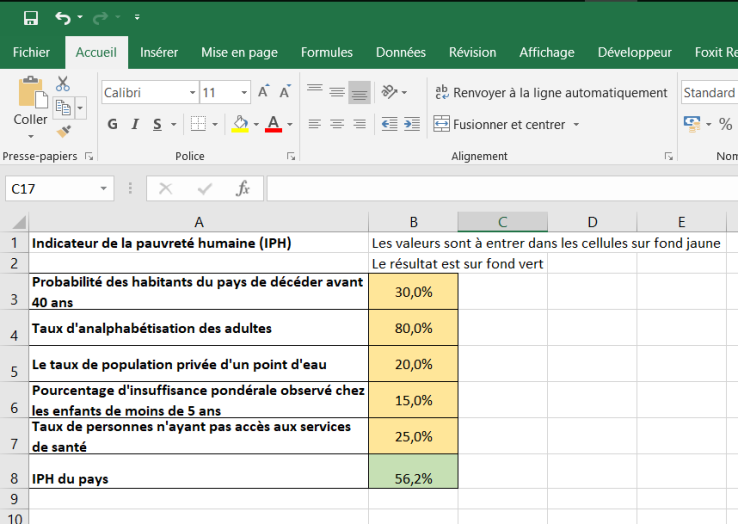 Fichier Accueil Insérer Mise en page Formules Données Révision Affichage Développeur Foxit Re
Coller
Calibri 11 A A
Renvoyer à la ligne automatiquement
Standard
G I S A
Fusionner et centrer
%
Presse-papiers Police Alignement Nom
C17 fx
A B C D E
1 Indicateur de la pauvreté humaine (IPH) Les valeurs sont à entrer dans les cellules sur fond jaune
2 Le résultat est sur fond vert
Probabilité des habitants du pays de décéder avant
3 40 ans 30,0%
4 Taux d'analphabétisation des adultes 80,0%
5 Le taux de population privée d'un point d'eau 20,0%
Pourcentage d'insuffisance pondérale observé chez
6 les enfants de moins de 5 ans 15,0%
Taux de personnes n'ayant pas accès aux services
7 de santé 25,0%
8 IPH du pays 56,2%
9
10